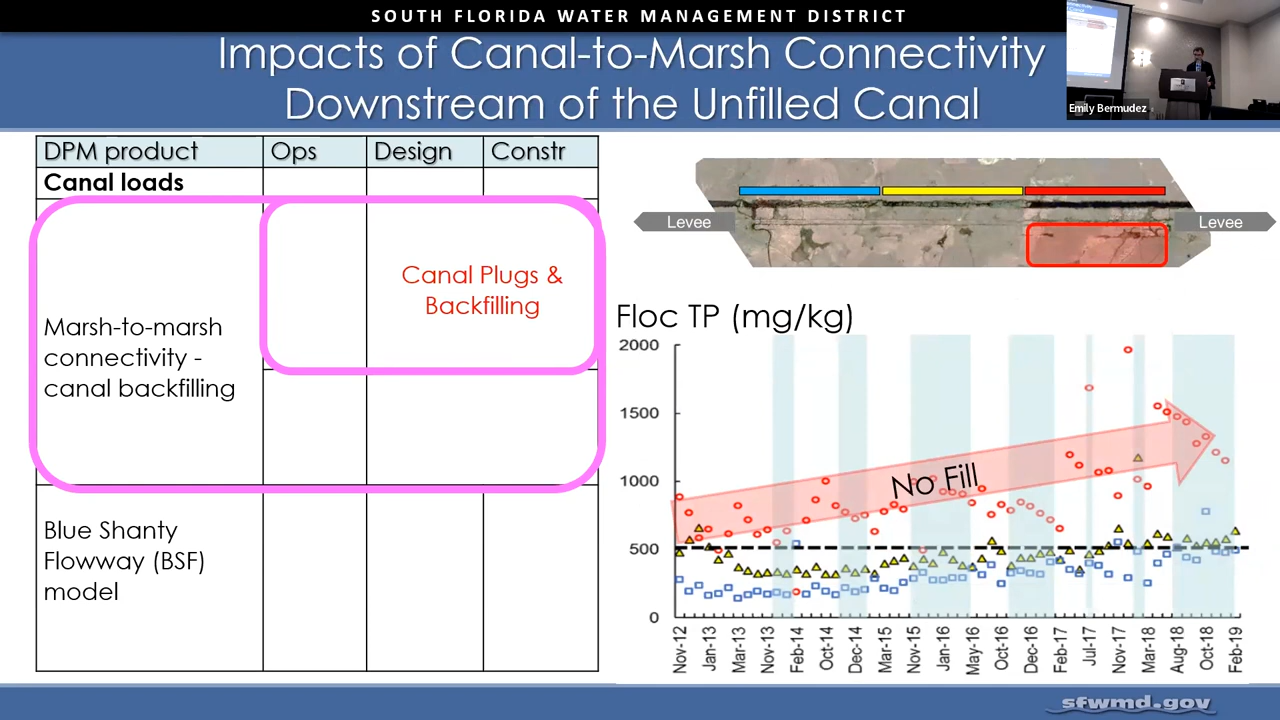 SOUTH FLORIDA WATER MANAGEMENT DISTRICT
Impacts of Canal-to-Marsh Connectivity
Downstream of the Unfilled Canal
Emily Bermudez
DPM product Ops Design Constr
Canal loads
Canal Plugs &
Backfilling
Marsh-to-marsh
connectivity -
canal backfilling
Blue Shanty
Flowway (BSF)
model
Levee
Levee
Floc TP (mg/kg)
2000
1500
1000
500
0
No Fill
Nov-12
Jan-13
Mar-13
Nov-13
Feb-14
Oct-14
Dec-14
Mar-15
Nov-15
Jan-16
May-16
Oct-16
Dec-16
Feb-17
Jul-17
Nov-17
Mar-18
Aug-18
Oct-18
Feb-19
sfwmd.gov